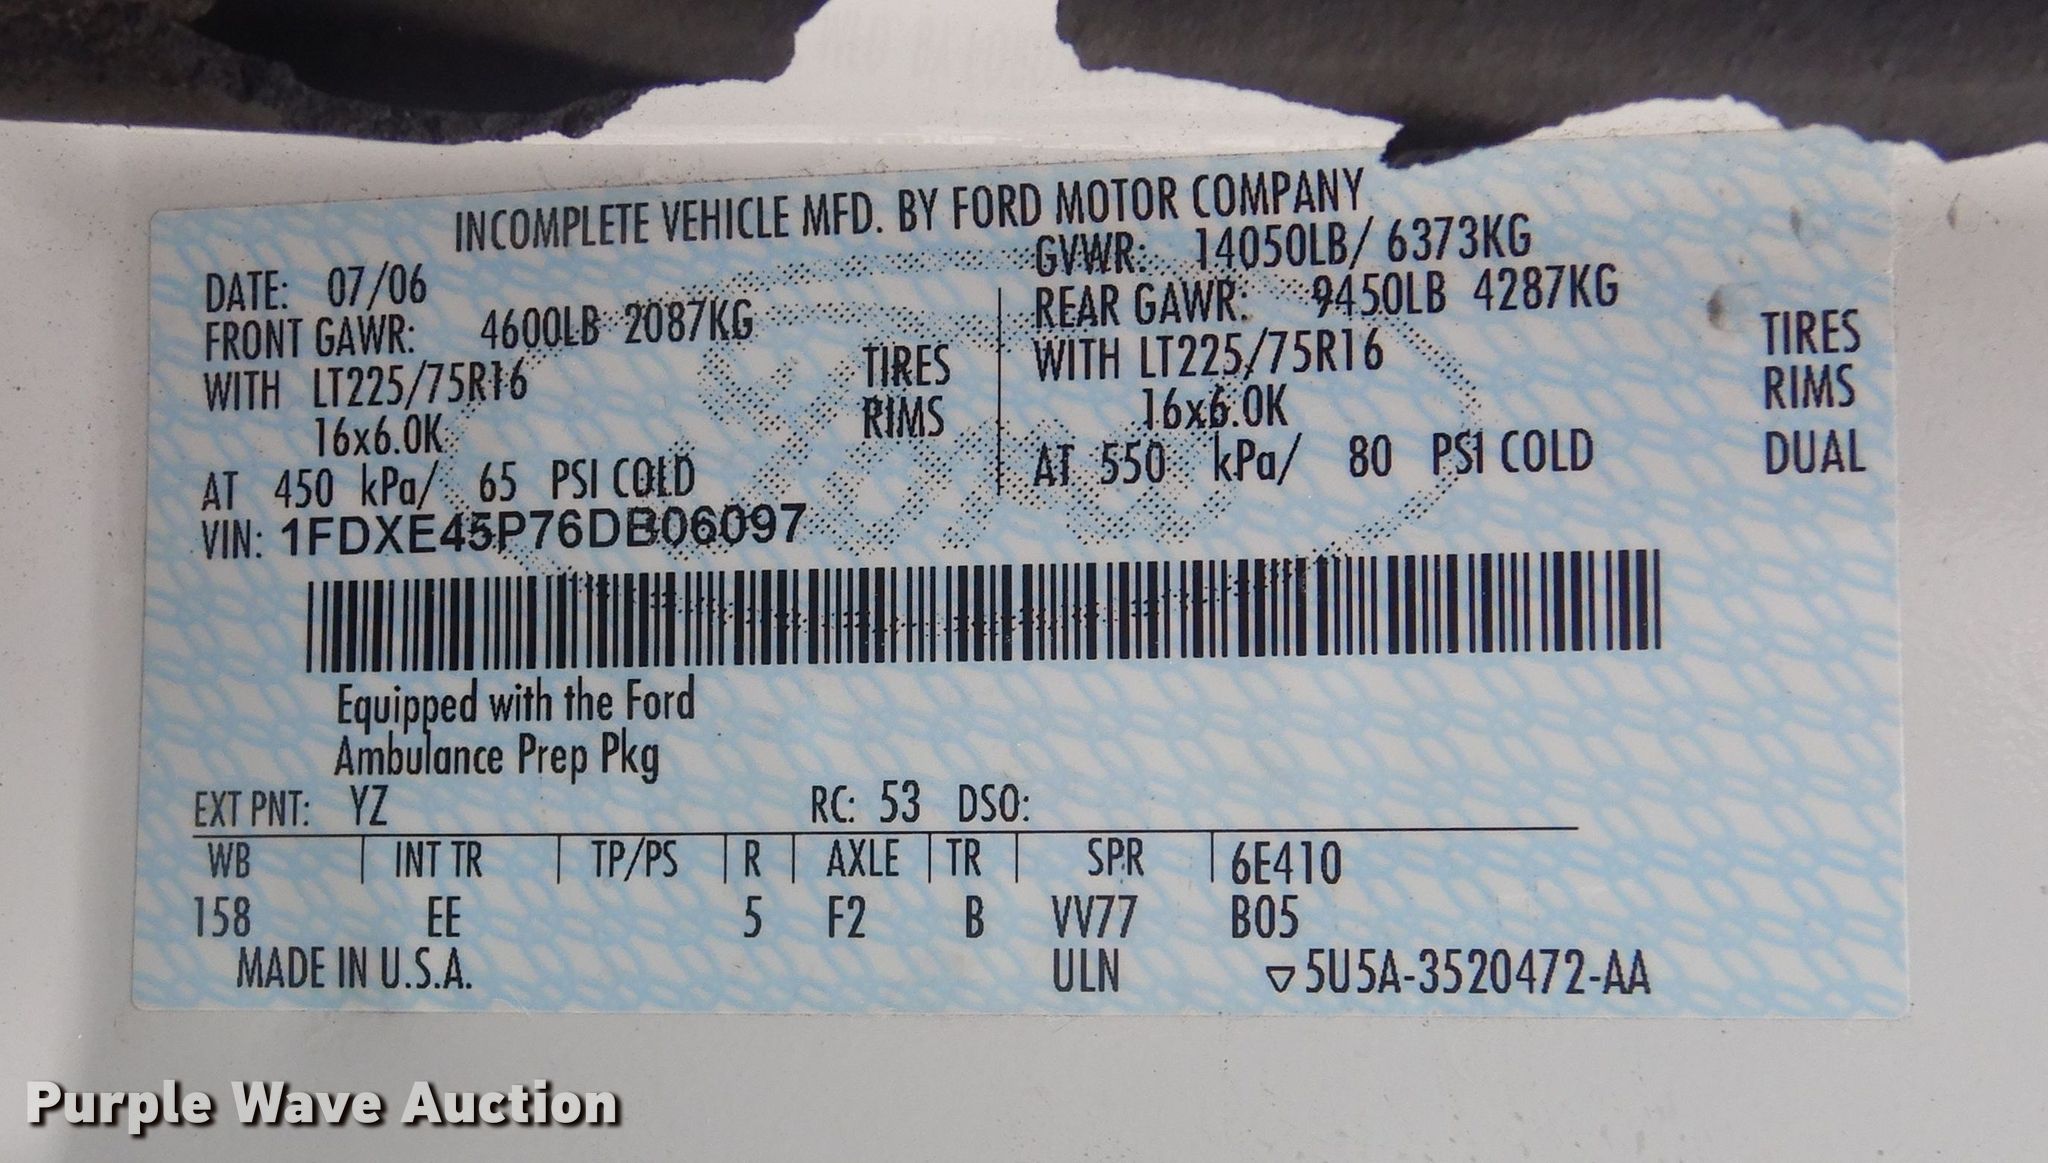 INCOMPLETE VEHICLE MFD. BY FORD MOTOR COMPANY
DATE: 07/06
GVWR: 14050LB/ 6373KG
FRONT GAWR: 4600LB 2087KG
REAR GAWR: 9450LB 4287KG
WITH LT225/75R16 TIRES
WITH LT225/75R16 TIRES
16x6.0K RIMS
16x6.0K RIMS
AT 450 kPa/ 65 PSI COLD
AT 550 kPa/ 80 PSI COLD DUAL
VIN: 1FDXE45P76DB06097
Equipped with the Ford
Ambulance Prep Pkg
EXT PNT: YZ RC: 53 DSO:
WB INT TR TP/PS R AXLE TR SPR 6E410
158 EE 5 F2 B VV77 B05
MADE IN U.S.A. ULN ▽5U5A-3520472-AA
Purple Wave Auction